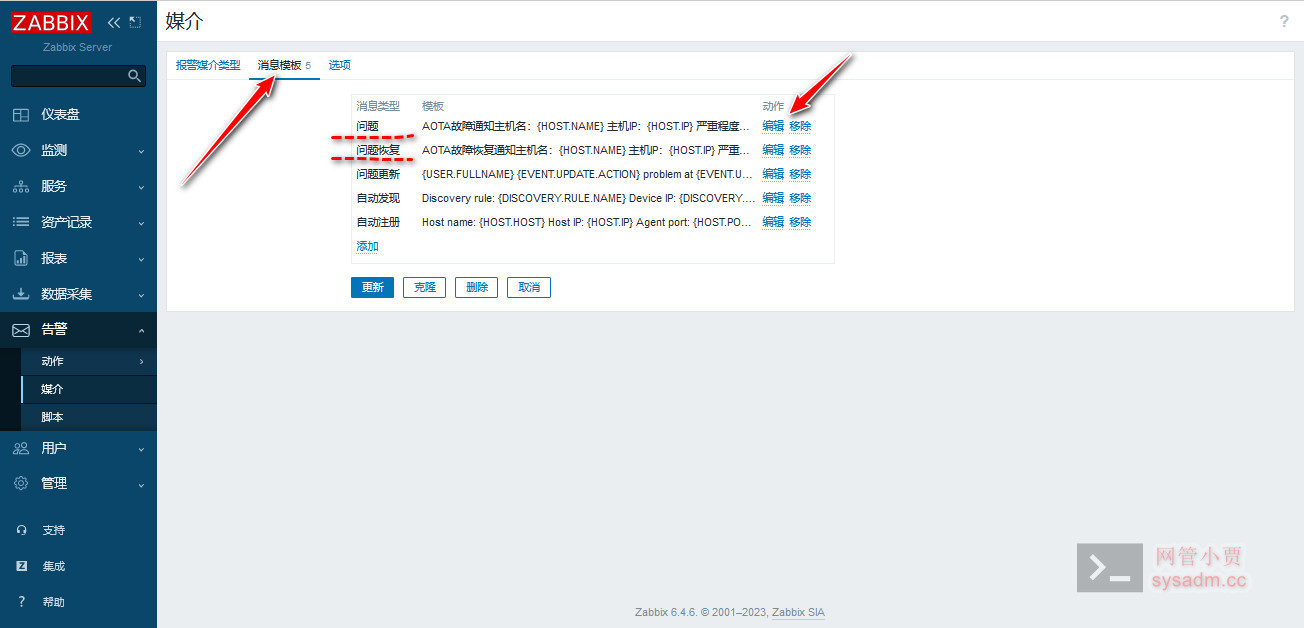 ZABBIX
Zabbix Server
仪表盘
监测
服务
资产记录
报表
数据采集
告警
动作
媒介
脚本
用户
管理
支持
Z 集成
? 帮助
媒介
?
报警媒介类型 消息模板 5 选项
消息类型 模板 动作
问题 AOTA故障通知主机名：{HOST.NAME} 主机IP：{HOST.IP} 严重程度... 编辑 移除
问题恢复 AOTA故障恢复通知主机名：{HOST.NAME} 主机IP：{HOST.IP} 严重... 编辑 移除
问题更新 {USER.FULLNAME} {EVENT.UPDATE.ACTION} problem at {EVENT.U... 编辑 移除
自动发现 Discovery rule: {DISCOVERY.RULE.NAME} Device IP: {DISCOVERY.... 编辑 移除
自动注册 Host name: {HOST.HOST} Host IP: {HOST.IP} Agent port: {HOST.PO... 编辑 移除
添加
更新 克隆 删除 取消
网管小贾
sysadm.cc
Zabbix 6.4.6. © 2001–2023, Zabbix SIA